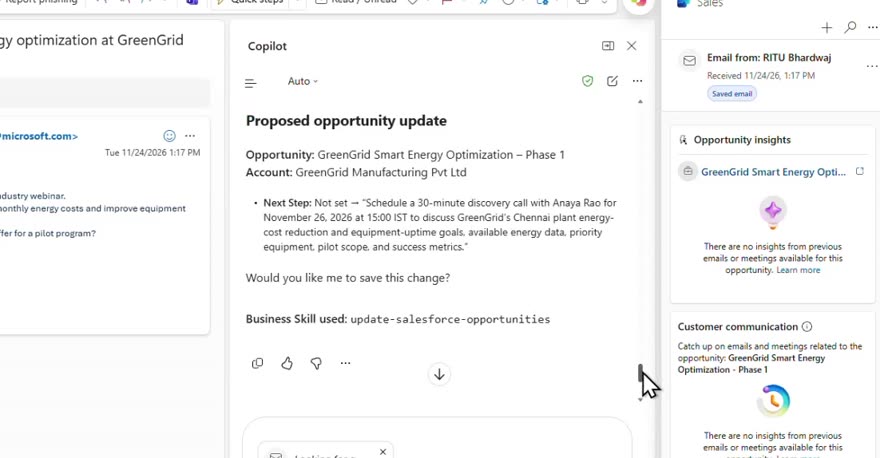 Report phishing
Quick steps
Read / Unread
Sales
gy optimization at GreenGrid
microsoft.com>
Tue 11/24/2026 1:17 PM
ndustry webinar.
monthly energy costs and improve equipment
ffer for a pilot program?
Copilot
Auto
Proposed opportunity update
Opportunity: GreenGrid Smart Energy Optimization – Phase 1
Account: GreenGrid Manufacturing Pvt Ltd
• Next Step: Not set → "Schedule a 30-minute discovery call with Anaya Rao for
November 26, 2026 at 15:00 IST to discuss GreenGrid's Chennai plant energy-
cost reduction and equipment-uptime goals, available energy data, priority
equipment, pilot scope, and success metrics."
Would you like me to save this change?
Business Skill used: update-salesforce-opportunities
Email from: RITU Bhardwaj
Received 11/24/26, 1:17 PM
Saved email
Opportunity insights
GreenGrid Smart Energy Opti...
There are no insights from previous
emails or meetings available for this
opportunity. Learn more
Customer communication
Catch up on emails and meetings related to the
opportunity: GreenGrid Smart Energy
Optimization - Phase 1
There are no insights from previous
emails or meetings available for this